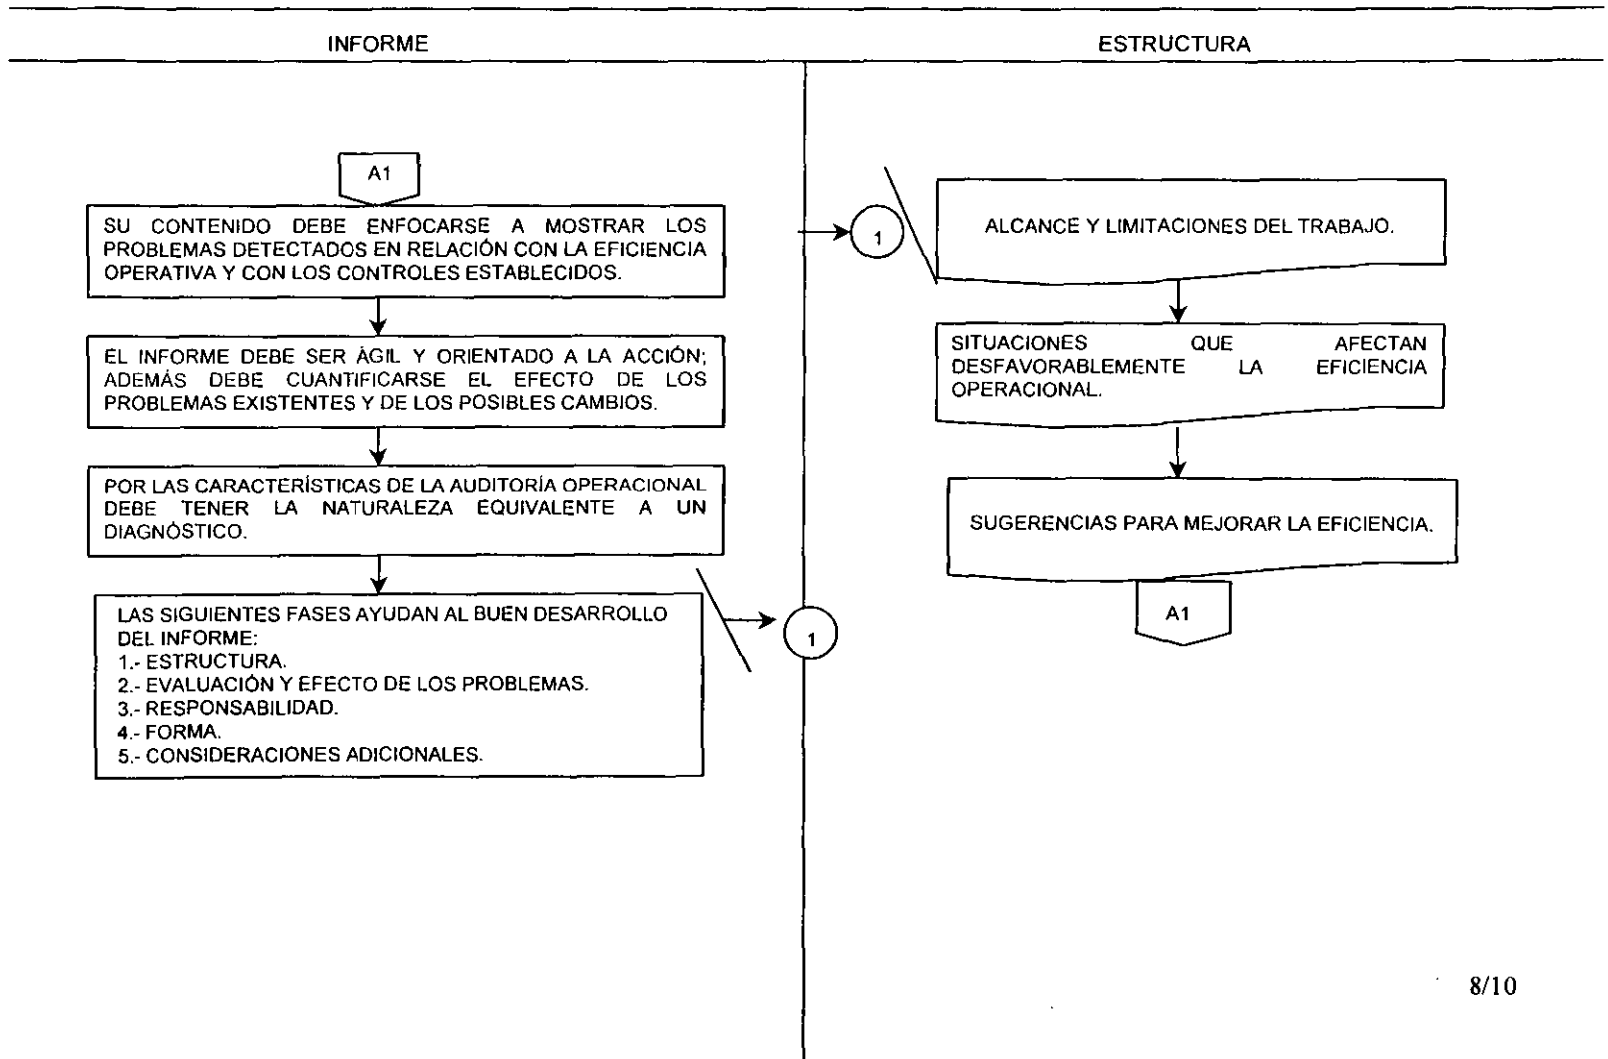 INFORME
ESTRUCTURA
A1
SU CONTENIDO DEBE ENFOCARSE A MOSTRAR LOS
PROBLEMAS DETECTADOS EN RELACIÓN CON LA EFICIENCIA
OPERATIVA Y CON LOS CONTROLES ESTABLECIDOS.
EL INFORME DEBE SER ÁGIL Y ORIENTADO A LA ACCIÓN;
ADEMÁS DEBE CUANTIFICARSE EL EFECTO DE LOS
PROBLEMAS EXISTENTES Y DE LOS POSIBLES CAMBIOS.
POR LAS CARACTERÍSTICAS DE LA AUDITORÍA OPERACIONAL
DEBE TENER LA NATURALEZA EQUIVALENTE A UN
DIAGNÓSTICO.
LAS SIGUIENTES FASES AYUDAN AL BUEN DESARROLLO
DEL INFORME:
1.- ESTRUCTURA.
2.- EVALUACIÓN Y EFECTO DE LOS PROBLEMAS.
3.- RESPONSABILIDAD.
4.- FORMA.
5.- CONSIDERACIONES ADICIONALES.
1
1
ALCANCE Y LIMITACIONES DEL TRABAJO.
SITUACIONES QUE AFECTAN
DESFAVORABLEMENTE LA EFICIENCIA
OPERACIONAL.
SUGERENCIAS PARA MEJORAR LA EFICIENCIA.
A1
8/10